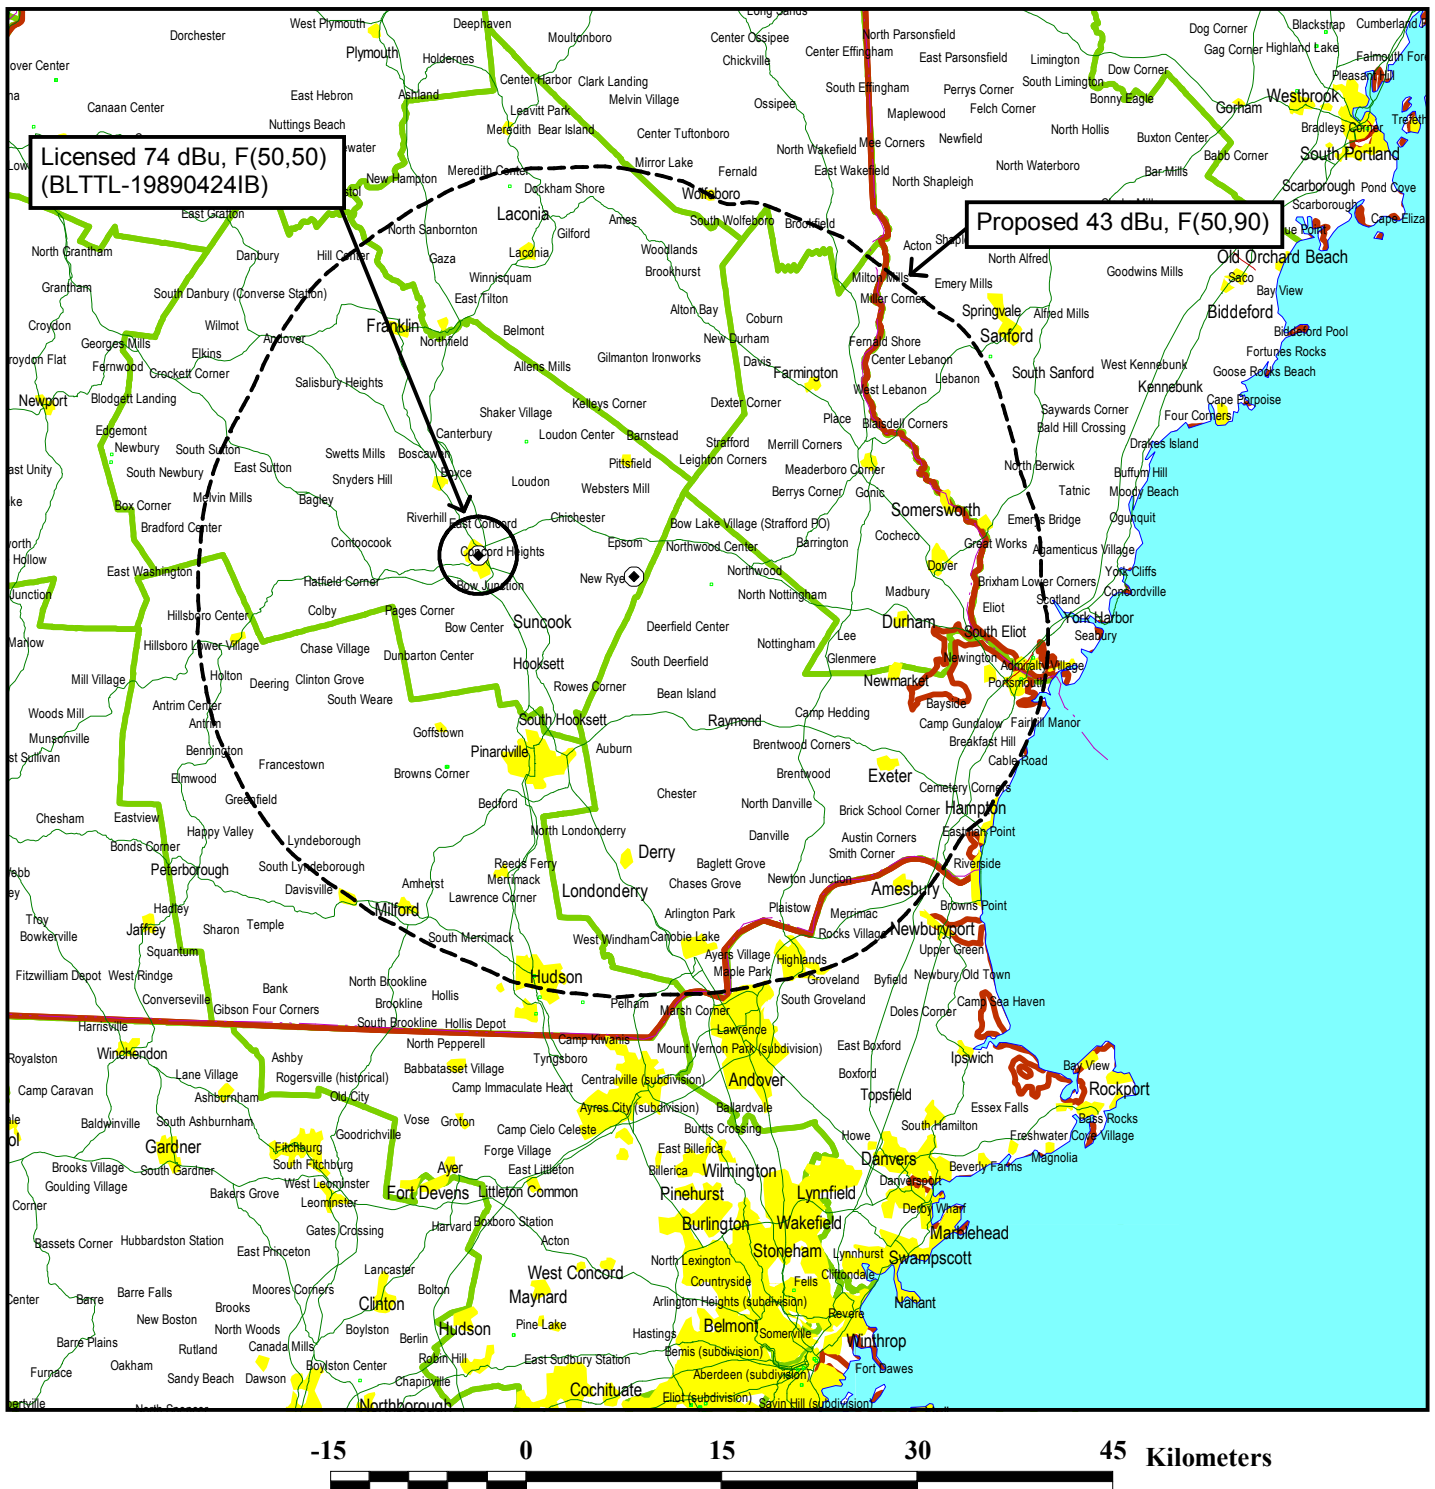 West Plymouth
Deephaven
Dorchester
Moultonboro
Center Ossipee
North Parsonsfield
Dog Corner
Blackstrap
Plymouth
Holdernes
Chickville
Center Effingham
East Parsonsfield
Limington
Gag Corner
Highland Lake
over Center
Center Harbor
Clark Landing
South Effingham
Perrys Corner
South Limington
Dow Corner
Pleasant Hill
Canaan Center
East Hebron
Ashland
Leavitt Park
Melvin Village
Ossipee
Maplewood
Felch Corner
Bonny Eagle
Gorham
Westbrook
Nuttings Beach
Meredith
Bear Island
Center Tuftonboro
Mee Corners
Newfield
North Hollis
Buxton Center
Bradleys Corner
Licensed 74 dBu, F(50,50)
(BLTTL-19890424IB)
Mirror Lake
North Wakefield
Babb Corner
South Portland
New Hampton
Meredith Center
Fernald
East Wakefield
North Shapleigh
North Waterboro
Bar Mills
Dockham Shore
Wolfeboro
Scarborough
Pond Cove
East Grafton
Laconia
Ames
South Wolfeboro
Brookfield
Proposed 43 dBu, F(50,90)
Scarborough
North Sanbornton
Gilford
North Grantham
Danbury
Hill Center
Gaza
Laconia
Woodlands
Acton
North Alfred
Old Orchard Beach
Grantham
Winnisquam
Brookhurst
Milton Mills
Emery Mills
Goodwins Mills
Saco
Bay View
South Danbury (Converse Station)
East Tilton
Alton Bay
Millar Corner
Springvale
Alfred Mills
Biddeford
Croydon
Wilmot
Franklin
Belmont
Coburn
Sanford
Biddeford Pool
Georges Mills
Andover
Northfield
New Durham
Fernald Shore
Fortunes Rocks
roydon Flat
Elkins
Gilmanton Ironworks
Davis
Center Lebanon
West Kennebunk
Goose Rocks Beach
Fernwood
Crockett Corner
Salisbury Heights
Allens Mills
Farmington
West Lebanon
Lebanon
South Sanford
Kennebunk
Newport
Blodgett Landing
Shaker Village
Kelleys Corner
Dexter Corner
Place
Saywards Corner
Cape Porpoise
Edgemont
Canterbury
Loudon Center
Barnstead
Strafford
Merrill Corners
Blaisdell Corners
Bald Hill Crossing
Four Corners
Newbury
South Sutton
Swetts Mills
Boscawen
Drakes Island
ast Unity
South Newbury
East Sutton
Snyders Hill
Boyce
Pittsfield
Leighton Corners
Meaderboro Corner
North Berwick
Buffum Hill
Box Corner
Melvin Mills
Bagley
Loudon
Websters Mill
Berrys Corner
Gonic
Tatnic
Moody Beach
Bradford Center
Riverhill
East Concord
Chichester
Bow Lake Village (Strafford PO)
Somersworth
Emerys Bridge
Ogunquit
Hollow
Contoocook
Concord Heights
Epsom
Northwood Center
Barrington
Cocheco
Great Works
Agamenticus Village
East Washington
Hatfield Corner
Bow Junction
New Rye
Northwood
Dover
Brixham Lower Corners
York Cliffs
Junction
North Nottingham
Madbury
Scotland
Concordville
Hillsboro Center
Colby
Pages Corner
Bow Center
Suncook
Deerfield Center
Durham
Eliot
York Harbor
Marlow
Hillsboro Lower Village
Chase Village
Dunbarton Center
Hooksett
South Deerfield
Nottingham
Lee
South Eliot
Seabury
Mill Village
Holton
Deering
Clinton Grove
Glenmere
Newington
Admiralty Village
South Weare
Rowes Corner
Bean Island
Newmarket
Portsmouth
Woods Mill
Antrim Center
Antrim
South Hooksett
Raymond
Camp Hedding
Bayside
Munsonville
Goffstown
Camp Gundalow
Fairhill Manor
st Sullivan
Bennington
Pinardville
Auburn
Brentwood Corners
Breakfast Hill
Elmwood
Francestown
Browns Corner
Brentwood
Exeter
Cable Road
Greenfield
Bedford
Chester
North Danville
Cemetery Corners
Chesham
Eastview
Happy Valley
North Londonderry
Brick School Corner
Hampton
Bonds Corner
Lyndeborough
Derry
Danville
Austin Corners
Eastman Point
Peterborough
South Lyndeborough
Reeds Ferry
Merrimack
Baglett Grove
Smith Corner
Riverside
Davisville
Amherst
Lawrence Corner
Londonderry
Chases Grove
Newton Junction
Amesbury
Troy
Hadley
Milford
Arlington Park
Plaistow
Merrimac
Browns Point
Bowkerville
Jaffrey
Sharon
Temple
South Merrimack
West Windham
Canobie Lake
Rocks Village
Newburyport
Squantum
Ayers Village
Highlands
Upper Green
Fitzwilliam Depot
West Ridge
Hudson
Maple Park
Groveland
Byfield
Newbury Old Town
Bank
North Brookline
Hollis
Converseville
Gibson Four Corners
Brookline
Pelham
Marsh Corner
South Groveland
Camp Sea Haven
Harrisville
South Brookline
Hollis Depot
Doles Corner
Lawrence
Royalston
Winchendon
Ashby
North Pepperell
Camp Kiwanis
Mount Vernon Park (subdivision)
East Boxford
Ipswich
Lane Village
Rogersville (historical)
Babbatasset Village
Tyngsboro
Bay View
Camp Caravan
Ashburnham
Old City
Camp Immaculate Heart
Centralville (subdivision)
Andover
Boxford
Topsfield
Rockport
Baldwinville
South Ashburnham
Vose
Groton
Ayres City (subdivision)
Ballardvale
Essex Falls
Bass Rocks
Gardner
Goodrichville
Camp Cielo Celeste
Burtts Crossing
Howe
South Hamilton
Freshwater Cove Village
Fitchburg
Forge Village
East Billerica
Danvers
Magnolia
Brooks Village
South Gardner
South Fitchburg
Ayer
East Littleton
Billerica
Wilmington
Beverly Farms
Goulding Village
Bakers Grove
West Leominster
Leominster
Fort Devens
Littleton Common
Pinehurst
Lynnfield
Danversport
Corner
Gates Crossing
Harvard
Boxboro Station
Burlington
Wakefield
Derby Wharf
Bassets Corner
Hubbardston Station
East Princeton
Acton
Stoneham
Marblehead
Lancaster
West Concord
North Lexington
Lynnhurst
Swampscott
Center
Barre
Barre Falls
Moores Corners
Clinton
Bolton
Maynard
Countryside
Fells
Cliftondale
Brooks
Arlington Heights (subdivision)
Nahant
New Boston
North Woods
Boylston
Berlin
Hudson
Pine Lake
Hastings
Belmont
Somerville
Revere
Barre Plains
Rutland
Canada Mills
Bemis (subdivision)
Winthrop
Oakham
Boylston Center
Robin Hill
East Sudbury Station
Furnace
Sandy Beach
Dawson
Chapinville
Aberdeen (subdivision)
Fort Dawes
Northborough
Cochituate
Eliot (subdivision)
Savin Hill (subdivision)
-15 0 15 30 45 Kilometers